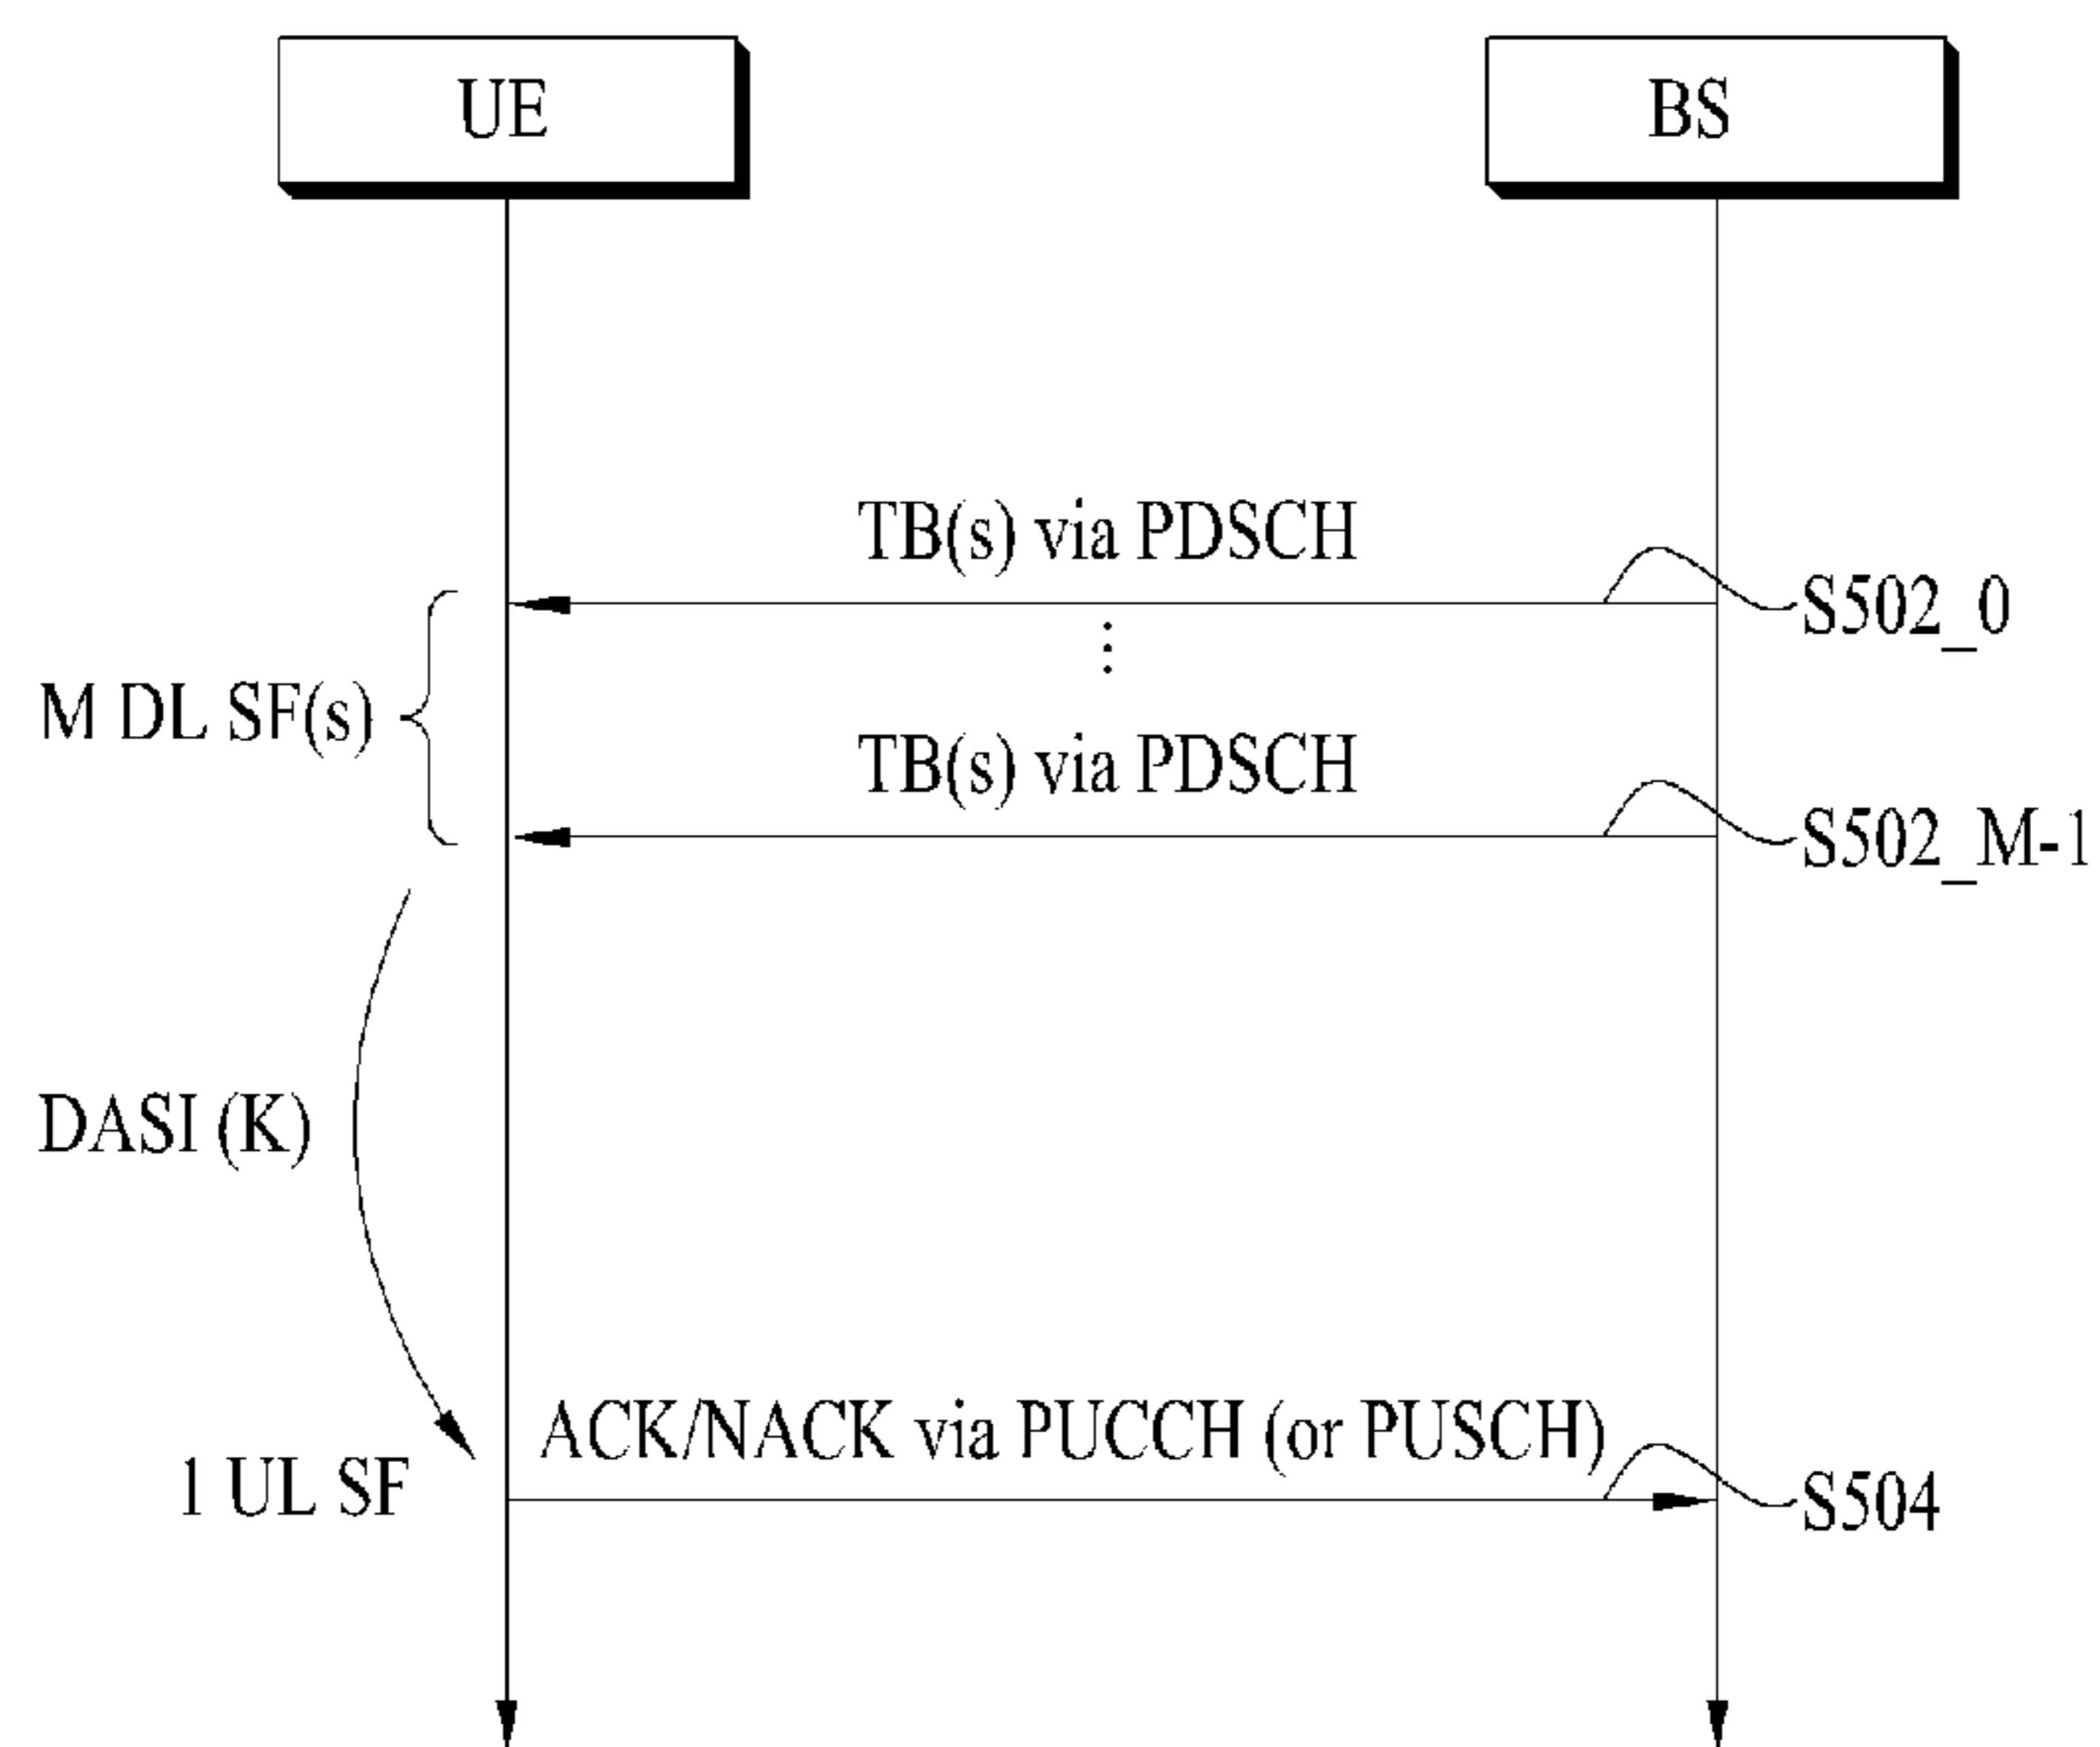 UE
BS
TB(s) via PDSCH
S502_0
M DL SF(s)
TB(s) via PDSCH
S502_M-1
DASI (K)
ACK/NACK via PUCCH (or PUSCH)
1 UL SF
S504